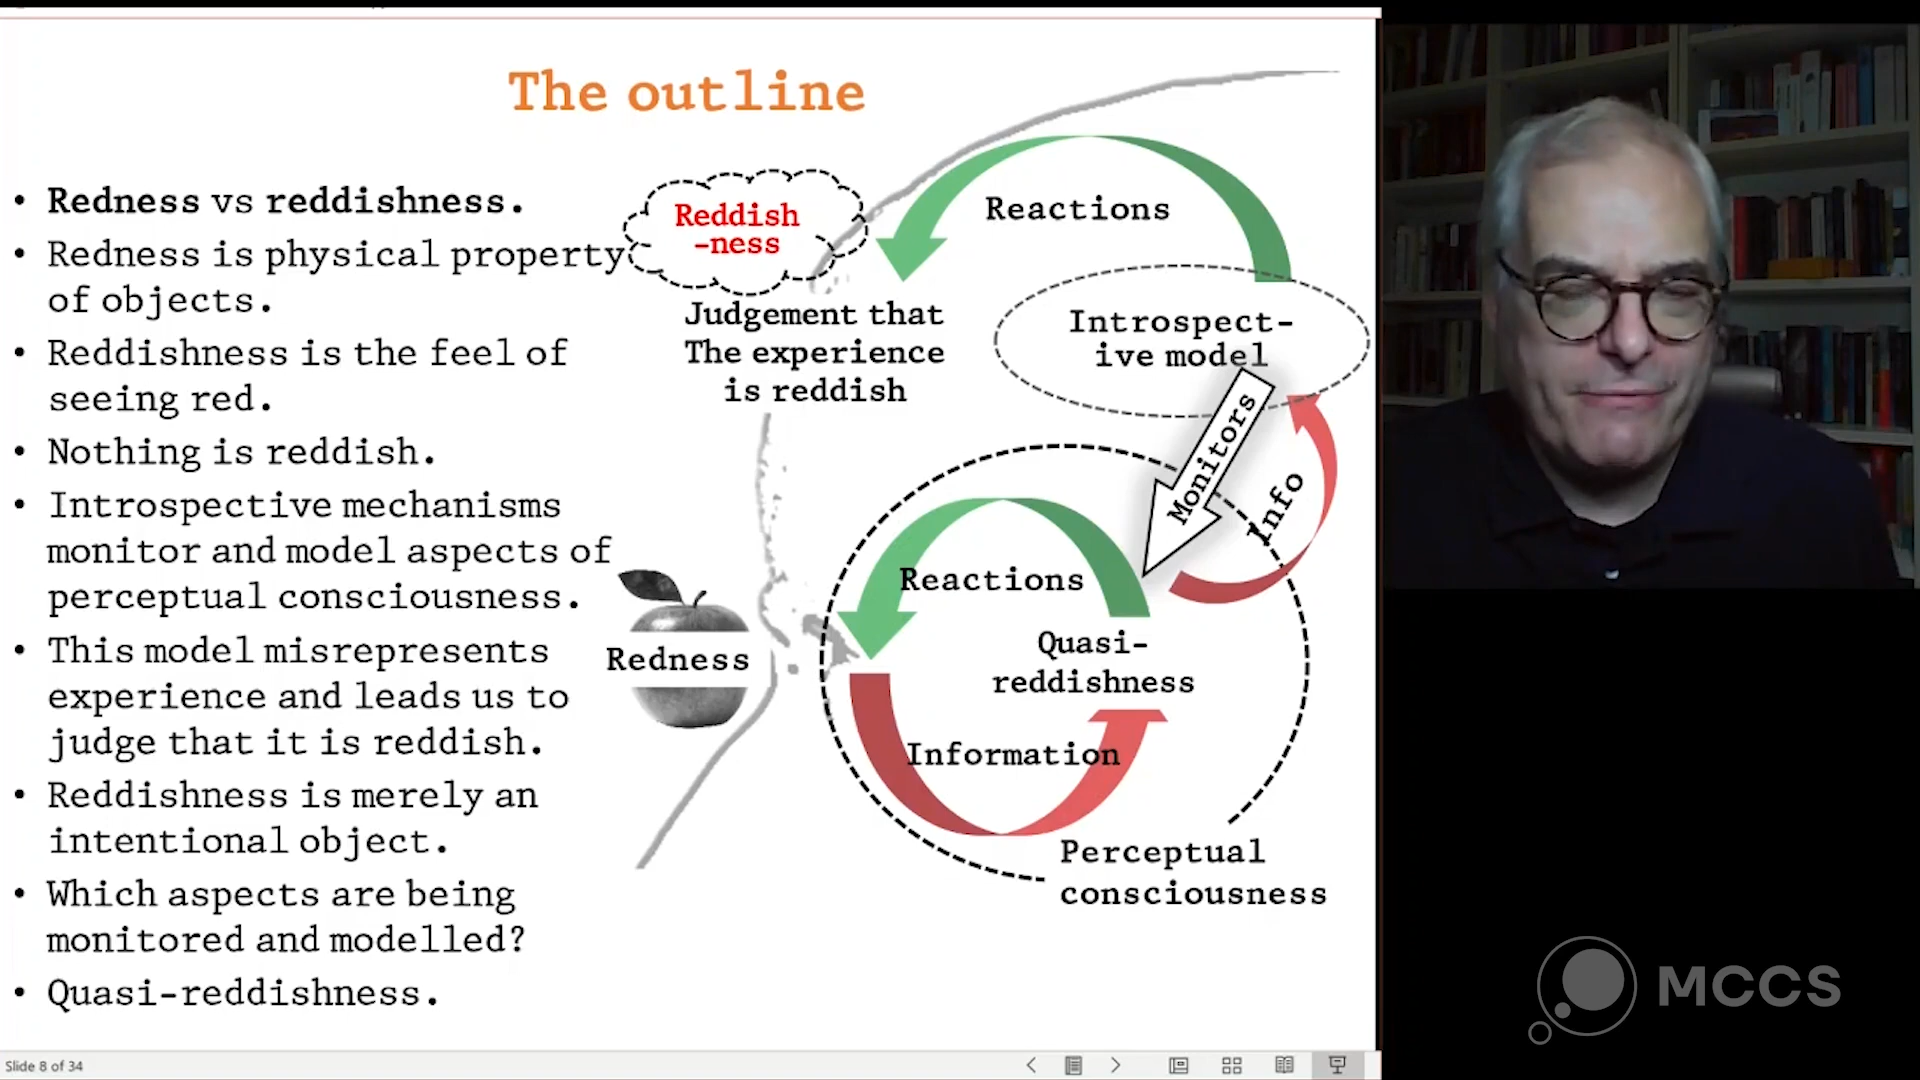 The outline
• Redness vs reddishness.
• Redness is physical property
of objects.
• Reddishness is the feel of
seeing red.
• Nothing is reddish.
• Introspective mechanisms
monitor and model aspects of
perceptual consciousness.
• This model misrepresents
experience and leads us to
judge that it is reddish.
• Reddishness is merely an
intentional object.
• Which aspects are being
monitored and modelled?
• Quasi-reddishness.
Reddish
-ness
Judgement that
The experience
is reddish
Reactions
Introspect-
ive model
Monitors
Info
Reactions
Quasi-
reddishness
Redness
Information
Perceptual
consciousness
Slide 8 of 34
MCCS